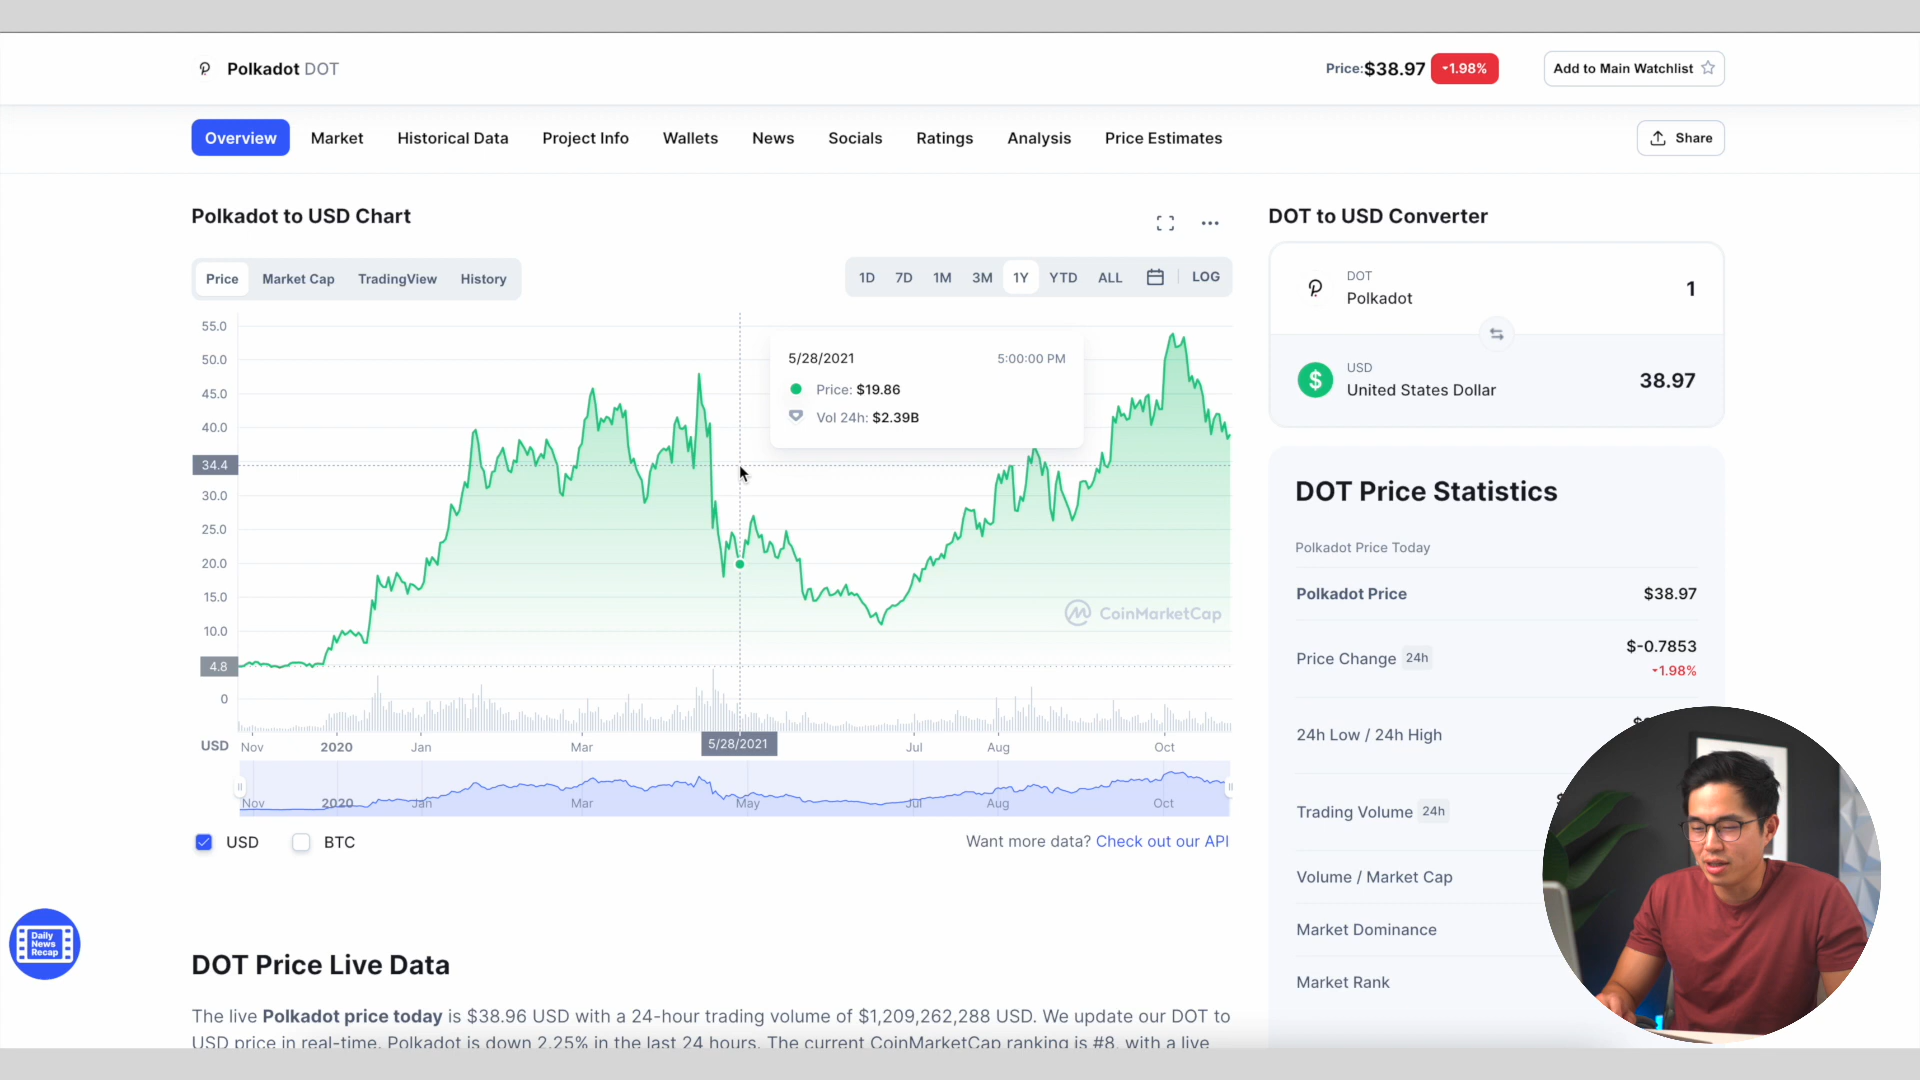 Polkadot DOT
Price:$38.97 1.98%
Add to Main Watchlist
Overview Market Historical Data Project Info Wallets News Socials Ratings Analysis Price Estimates
Share
Polkadot to USD Chart
Price Market Cap TradingView History
1D 7D 1M 3M 1Y YTD ALL LOG
55.0
50.0
45.0
40.0
34.4
30.0
25.0
20.0
15.0
10.0
4.8
0
5/28/2021 5:00:00 PM
Price: $19.86
Vol 24h: $2.39B
CoinMarketCap
USD Nov 2020 Jan Mar 5/28/2021 Jul Aug Oct
Nov 2020 Jan Mar May Jul Aug Oct
USD BTC
Want more data? Check out our API
DOT to USD Converter
DOT
Polkadot
1
USD
United States Dollar
38.97
DOT Price Statistics
Polkadot Price Today
Polkadot Price $38.97
Price Change 24h $-0.7853
1.98%
24h Low / 24h High
Trading Volume 24h
Volume / Market Cap
Market Dominance
Market Rank
Daily
News
Recap
DOT Price Live Data
The live Polkadot price today is $38.96 USD with a 24-hour trading volume of $1,209,262,288 USD. We update our DOT to
USD price in real-time. Polkadot is down 2.25% in the last 24 hours. The current CoinMarketCap ranking is #8, with a live